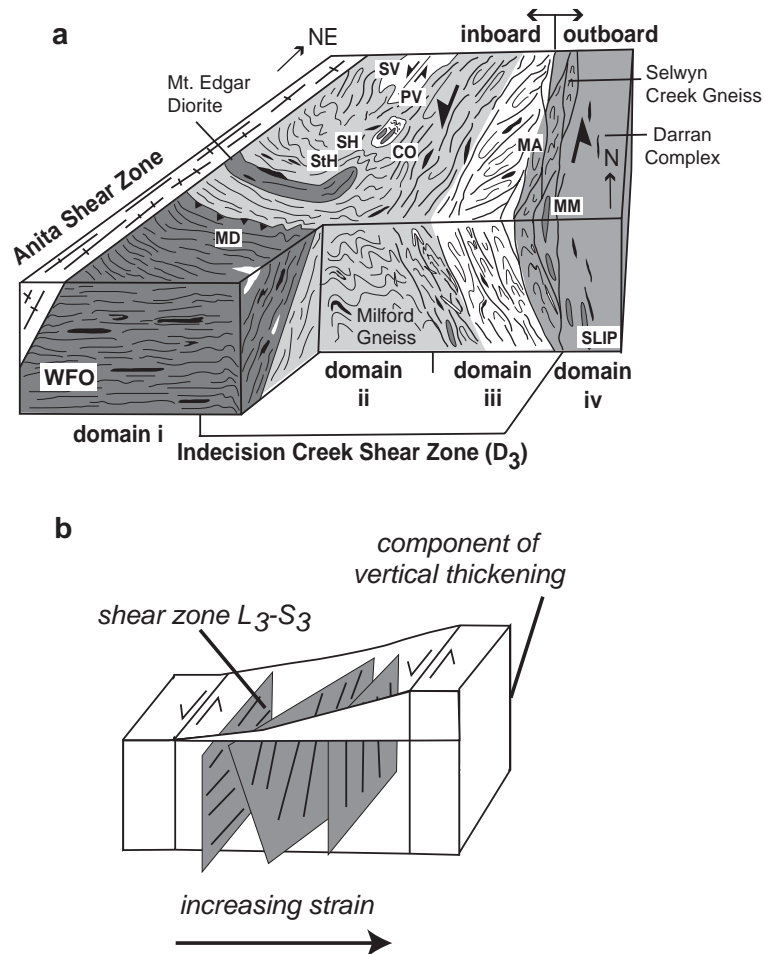 a
NE
inboard
outboard
Mt. Edgar
Diorite
SV
PV
Selwyn
Creek Gneiss
SH
StH
CO
MA
Darran
Complex
N
Anita Shear Zone
MD
MM
Milford
Gneiss
SLIP
WFO
domain i
domain
ii
domain
iii
domain
iv
Indecision Creek Shear Zone (D3)
b
component of
vertical thickening
shear zone L3-S3
increasing strain